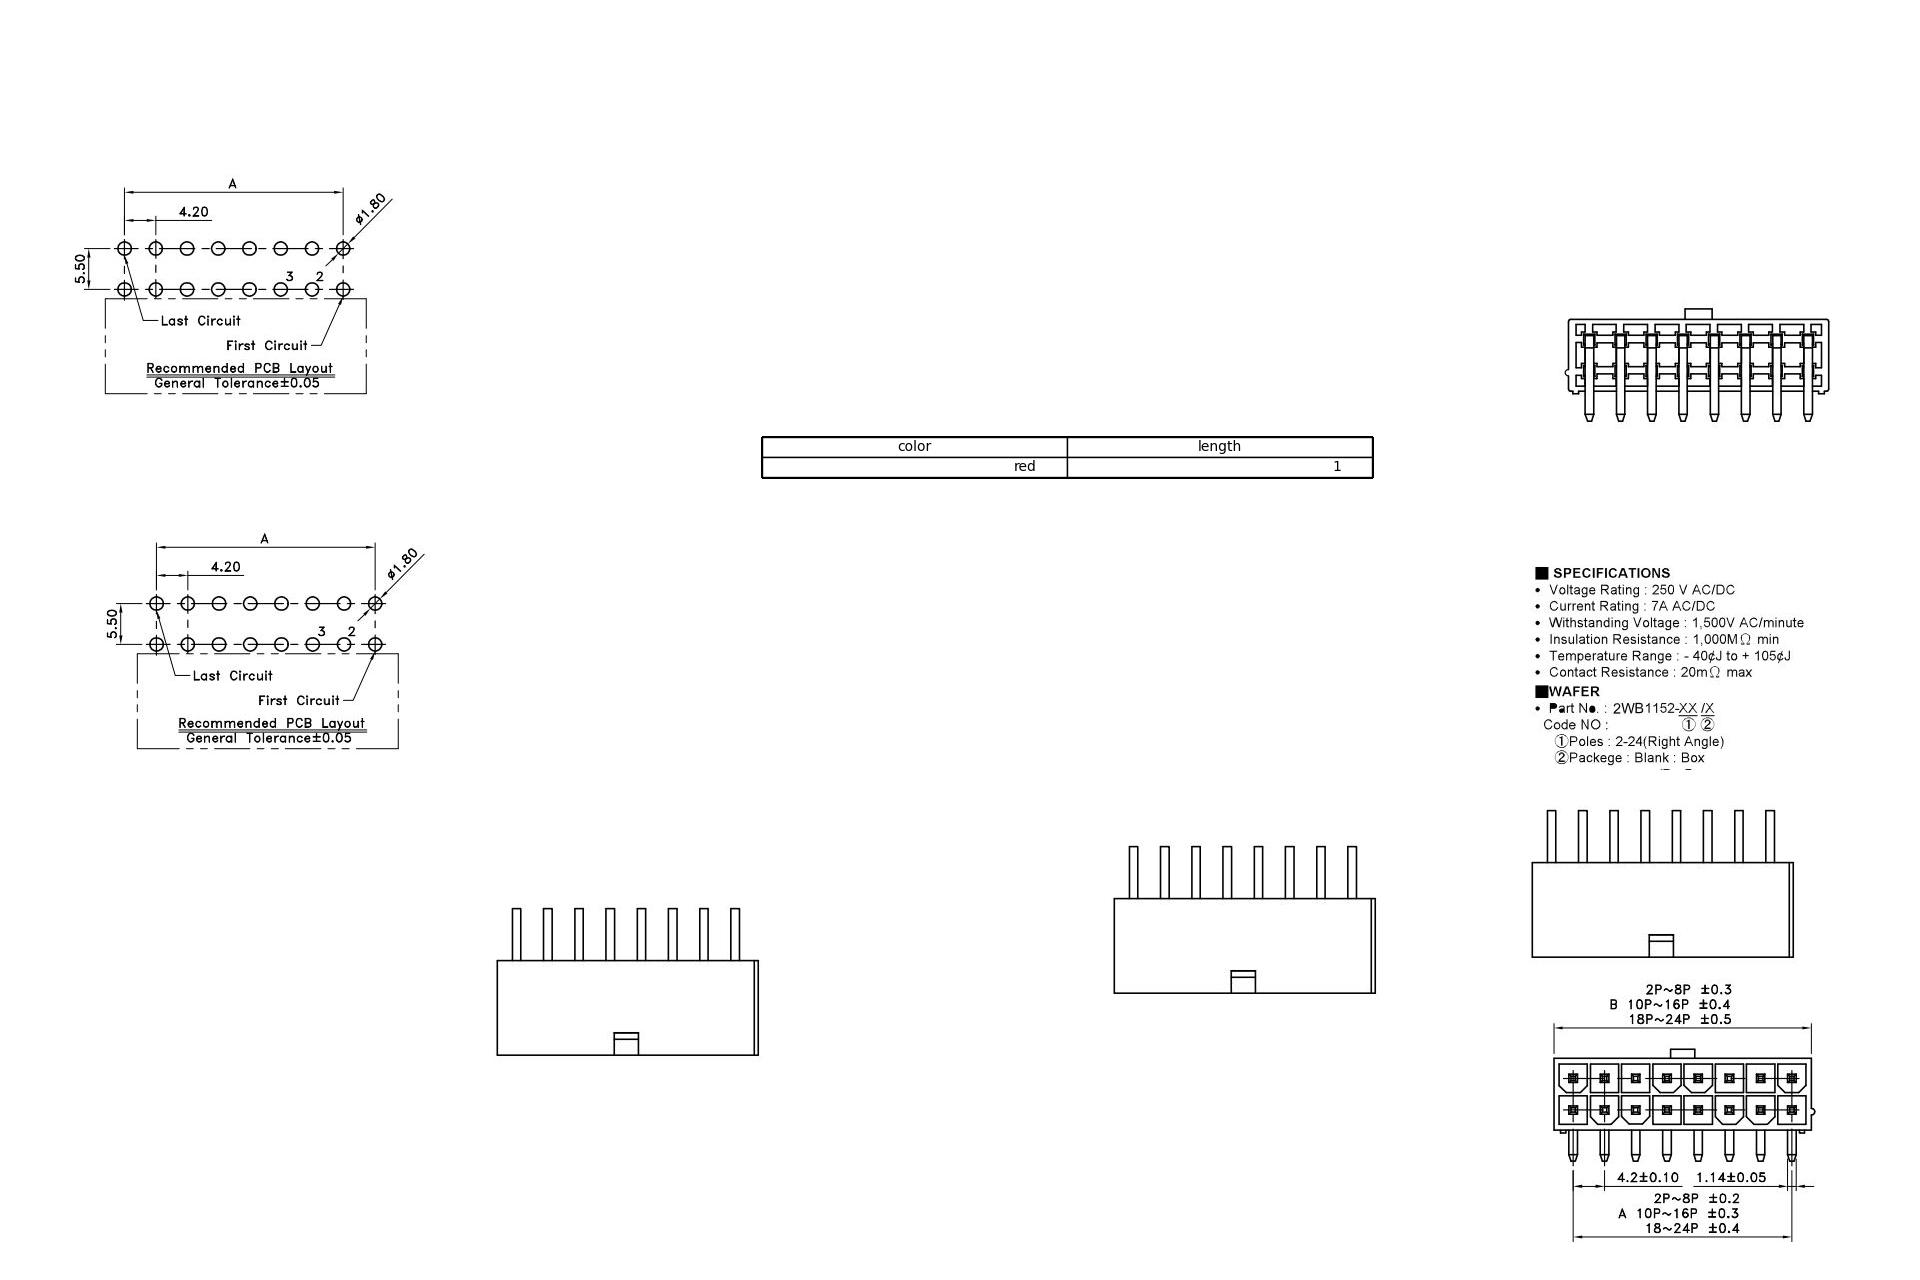 A
4.20
ø1.80
5.50
3 2
Last Circuit
First Circuit
Recommended PCB Layout
General Tolerance±0.05
color length
red 1
A
4.20
ø1.80
5.50
3 2
Last Circuit
First Circuit
Recommended PCB Layout
General Tolerance±0.05
■ SPECIFICATIONS
• Voltage Rating : 250 V AC/DC
• Current Rating : 7A AC/DC
• Withstanding Voltage : 1,500V AC/minute
• Insulation Resistance : 1,000MΩ min
• Temperature Range : - 40¢J to + 105¢J
• Contact Resistance : 20mΩ max
■WAFER
• Part No. : 2WB1152-XX /X
Code NO : ① ②
①Poles : 2-24(Right Angle)
②Packege : Blank : Box
2P~8P ±0.3
B 10P~16P ±0.4
18P~24P ±0.5
4.2±0.10 1.14±0.05
2P~8P ±0.2
A 10P~16P ±0.3
18~24P ±0.4